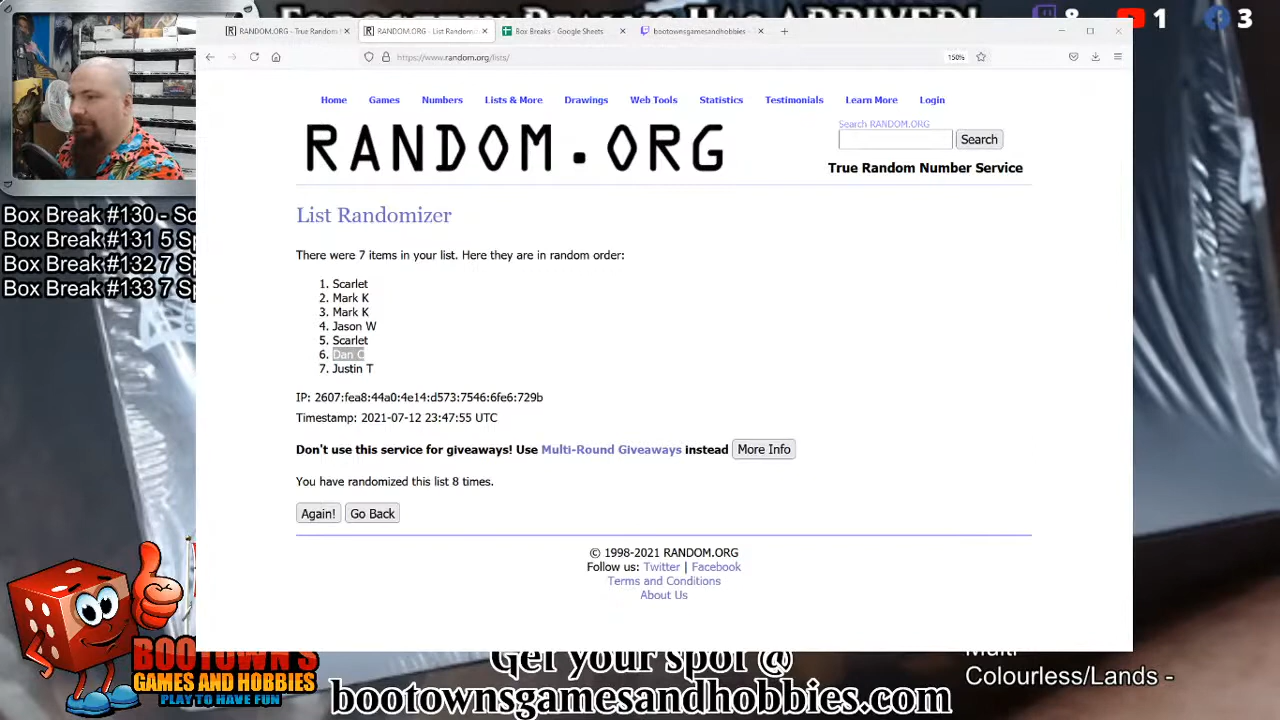 RANDOM.ORG - True Random
RANDOM.ORG - List Random
Box Breaks - Google Sheets
bootownsgamesandhobbies -
8
1
3
https://www.random.org/lists/
150%
Home
Games
Numbers
Lists & More
Drawings
Web Tools
Statistics
Testimonials
Learn More
Login
RANDOM.ORG
Search RANDOM.ORG
Search
True Random Number Service
List Randomizer
There were 7 items in your list. Here they are in random order:
1. Scarlet
2. Mark K
3. Mark K
4. Jason W
5. Scarlet
6. Dan C
7. Justin T
IP: 2607:fea8:44a0:4e14:d573:7546:6fe6:729b
Timestamp: 2021-07-12 23:47:55 UTC
Don't use this service for giveaways! Use Multi-Round Giveaways instead
More Info
You have randomized this list 8 times.
Again!
Go Back
© 1998-2021 RANDOM.ORG
Follow us: Twitter | Facebook
Terms and Conditions
About Us
Box Break #130 - Sc
Box Break #131 5 Sp
Box Break #132 7 Sp
Box Break #133 7 Sp
BOOTOWN'S
GAMES AND HOBBIES
PLAY TO HAVE FUN
Get your spot @
bootownsgamesandhobbies.com
Colourless/Lands -